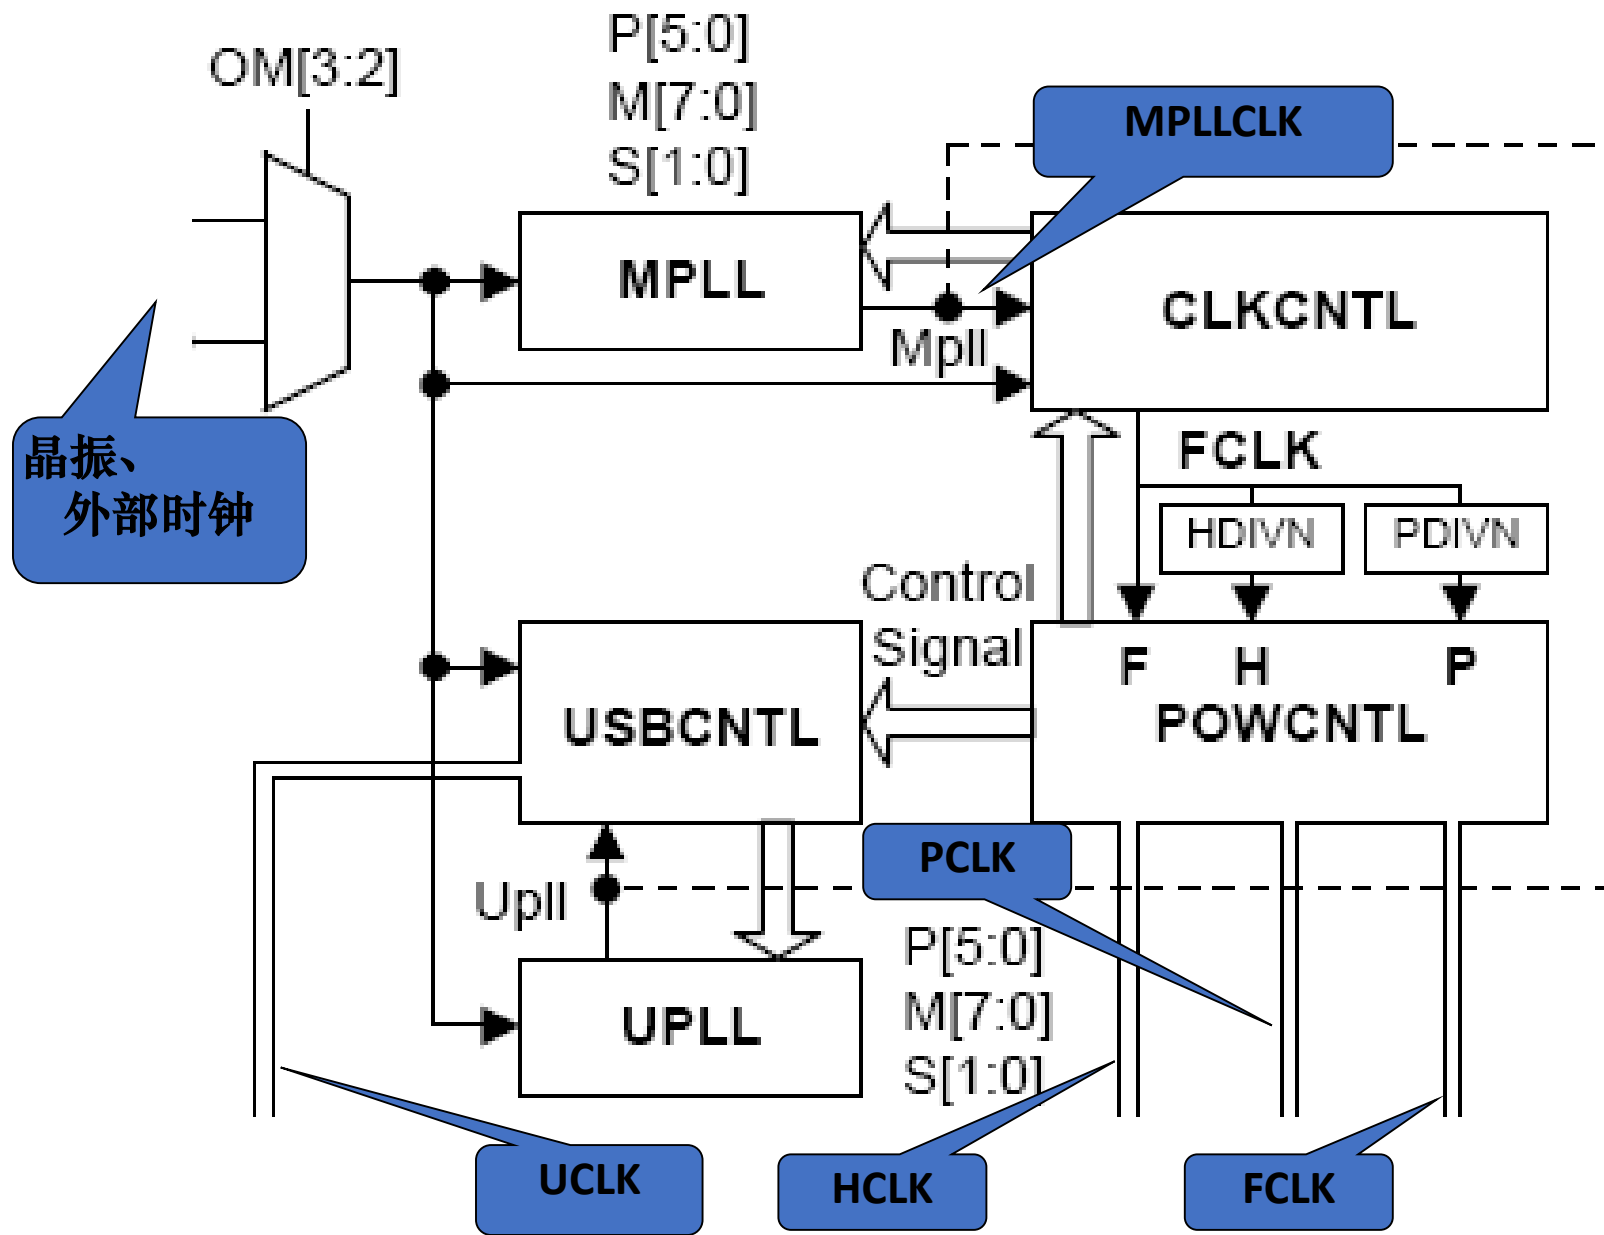 P[5:0]
OM[3:2]
M[7:0]
MPLLCLK
S[1:0]
MPLL
CLKCNTL
Mpll
晶振、
外部时钟
FCLK
HDIVN
PDIVN
Control
Signal
F H P
USBCNTL
POWCNTL
PCLK
Upll
P[5:0]
M[7:0]
UPLL
S[1:0]
UCLK
HCLK
FCLK